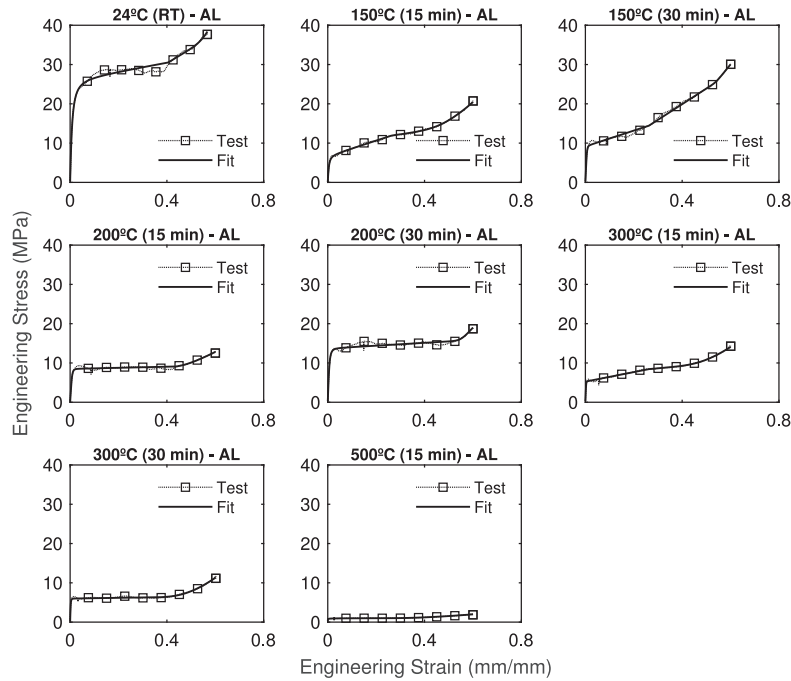 24ºC (RT) - AL
150ºC (15 min) - AL
150ºC (30 min) - AL
40
30
20
10
0
Test
Fit
0
0.4
0.8
40
30
20
10
0
Test
Fit
0
0.4
0.8
40
30
20
10
0
Test
Fit
0
0.4
0.8
200ºC (15 min) - AL
200ºC (30 min) - AL
300ºC (15 min) - AL
40
30
20
10
0
Test
Fit
0
0.4
0.8
40
30
20
10
0
Test
Fit
0
0.4
0.8
40
30
20
10
0
Test
Fit
0
0.4
0.8
300ºC (30 min) - AL
500ºC (15 min) - AL
40
30
20
10
0
Test
Fit
0
0.4
0.8
40
30
20
10
0
Test
Fit
0
0.4
0.8
Engineering Stress (MPa)
Engineering Strain (mm/mm)